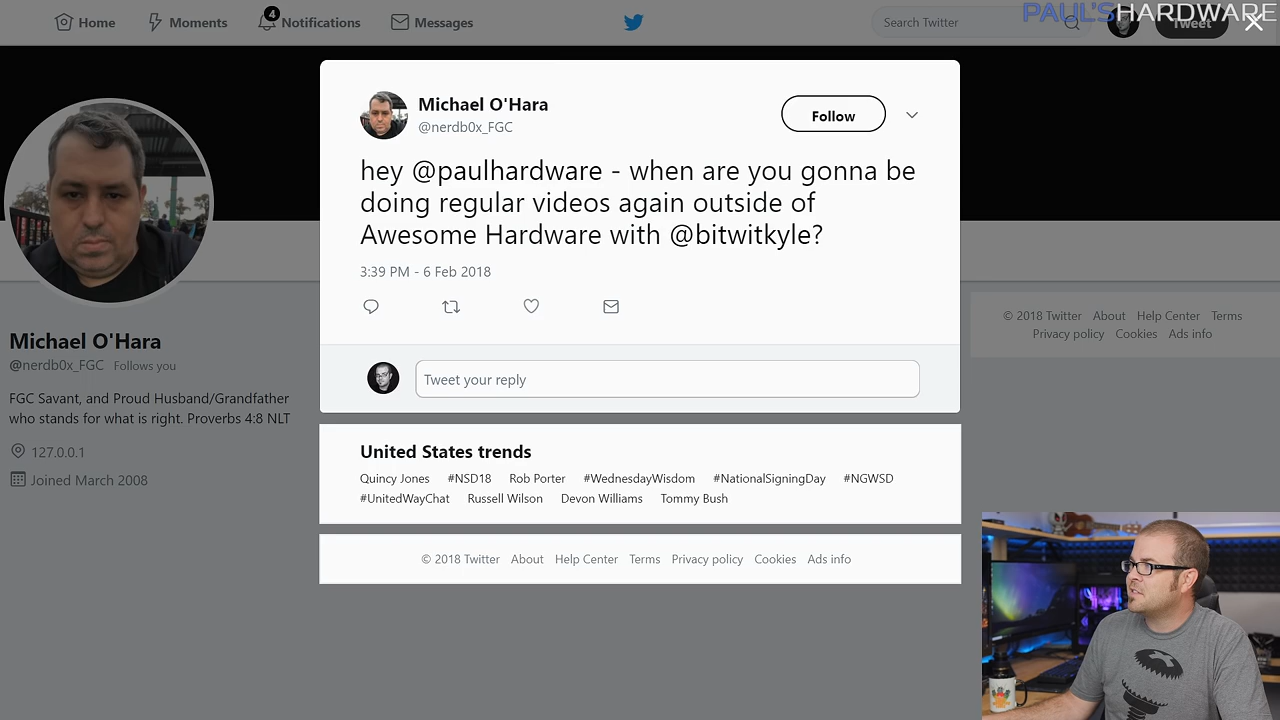 Home
Moments
4
Notifications
Messages
Search Twitter
PAUL'SHARDWARE
Tweet
Michael O'Hara
@nerdb0x_FGC
Follow
hey @paulhardware - when are you gonna be
doing regular videos again outside of
Awesome Hardware with @bitwitkyle?
3:39 PM - 6 Feb 2018
Tweet your reply
Michael O'Hara
@nerdb0x_FGC Follows you
FGC Savant, and Proud Husband/Grandfather
who stands for what is right. Proverbs 4:8 NLT
127.0.0.1
Joined March 2008
United States trends
Quincy Jones #NSD18 Rob Porter #WednesdayWisdom #NationalSigningDay #NGWSD
#UnitedWayChat Russell Wilson Devon Williams Tommy Bush
© 2018 Twitter About Help Center Terms Privacy policy Cookies Ads info
© 2018 Twitter About Help Center Terms
Privacy policy Cookies Ads info